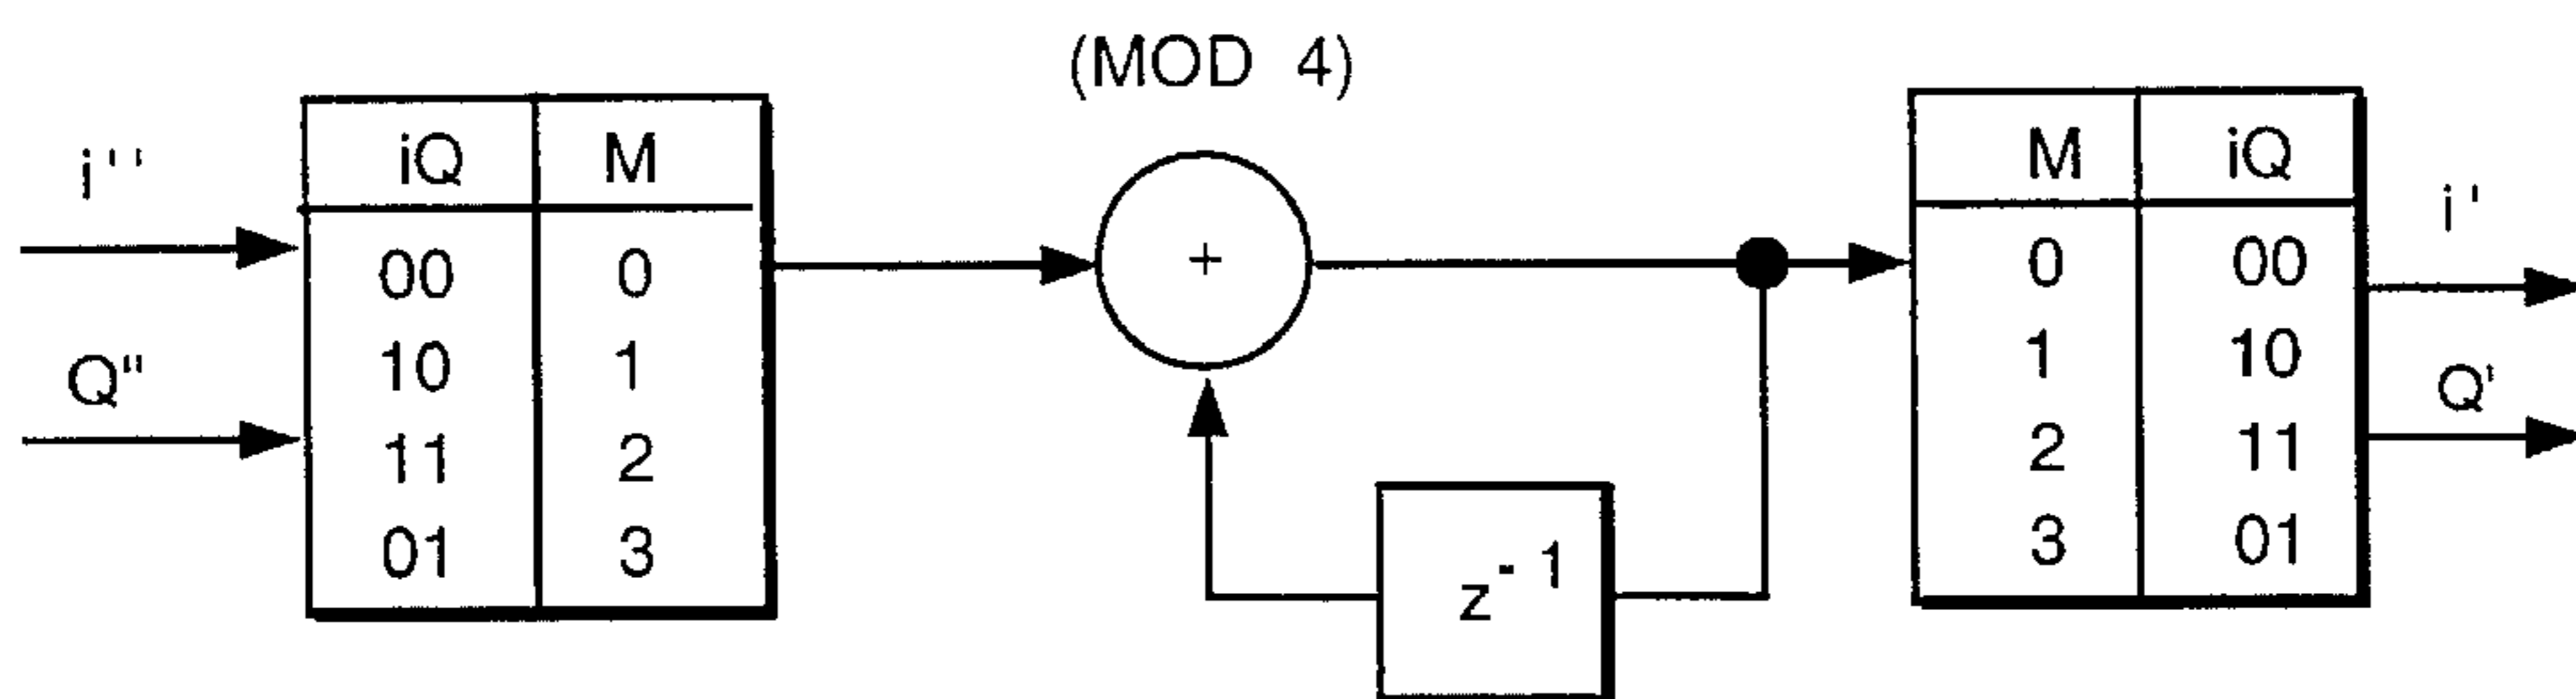 (MOD 4)
i''
Q"
iQ M
00 0
10 1
11 2
01 3
+
z-1
M iQ
0 00
1 10
2 11
3 01
i'
Q'